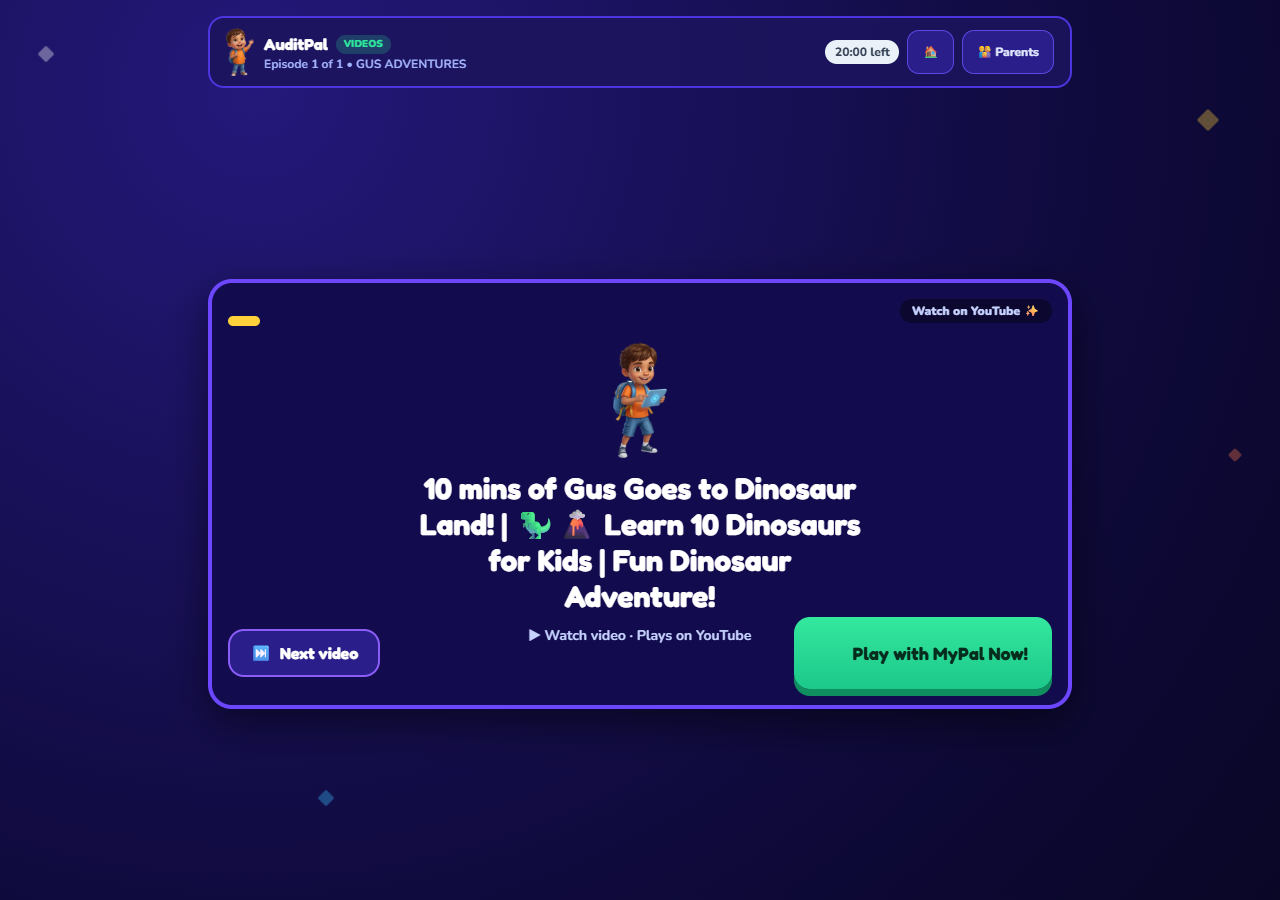 AuditPal VIDEOS
Episode 1 of 1 • GUS ADVENTURES
20:00 left
Parents
Watch on YouTube ✨
10 mins of Gus Goes to Dinosaur
Land! | 🦖 🌋 Learn 10 Dinosaurs
for Kids | Fun Dinosaur
Adventure!
▶ Watch video · Plays on YouTube
⏭ Next video
Play with MyPal Now!